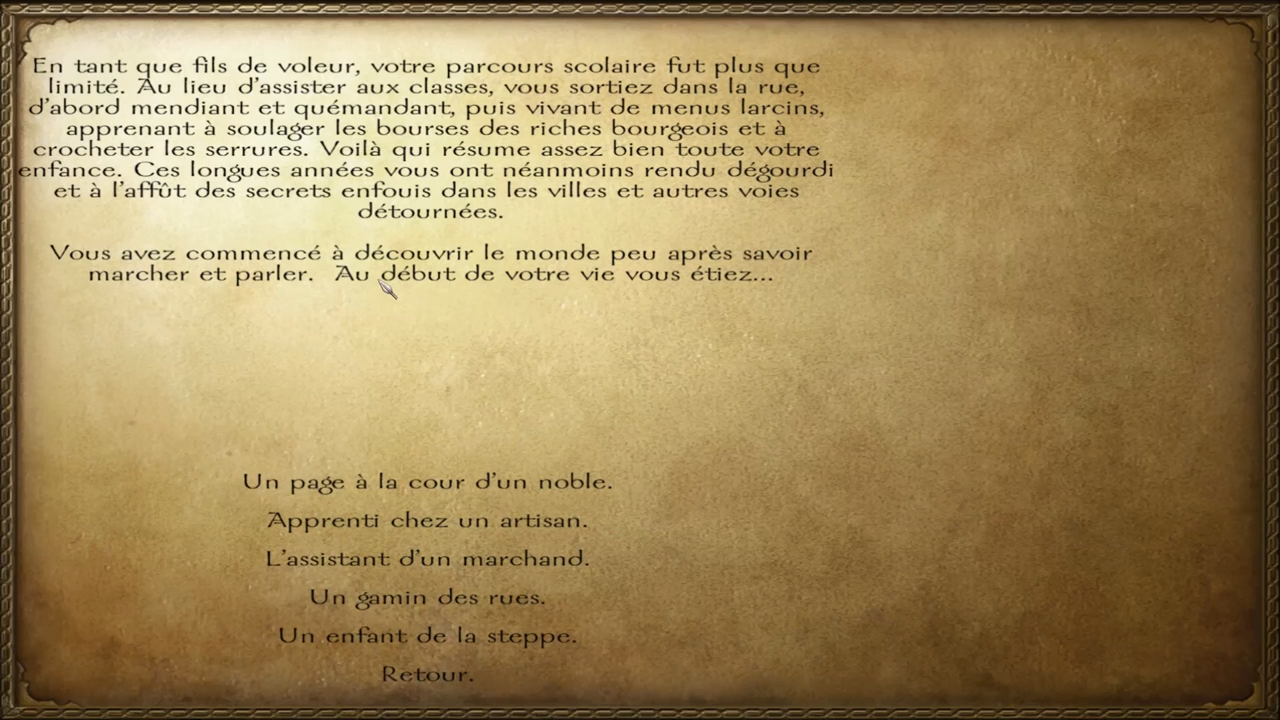 En tant que fils de voleur, votre parcours scolaire fut plus que
limité. Au lieu d'assister aux classes, vous sortiez dans la rue,
d'abord mendiant et quémandant, puis vivant de menus larcins,
apprenant à soulager les bourses des riches bourgeois et à
crocheter les serrures. Voilà qui résume assez bien toute votre
enfance. Ces longues années vous ont néanmoins rendu dégourdi
et à l'affût des secrets enfouis dans les villes et autres voies
détournées.
Vous avez commencé à découvrir le monde peu après savoir
marcher et parler. Au début de votre vie vous étiez...
Un page à la cour d'un noble.
Apprenti chez un artisan.
L'assistant d'un marchand.
Un gamin des rues.
Un enfant de la steppe.
Retour.